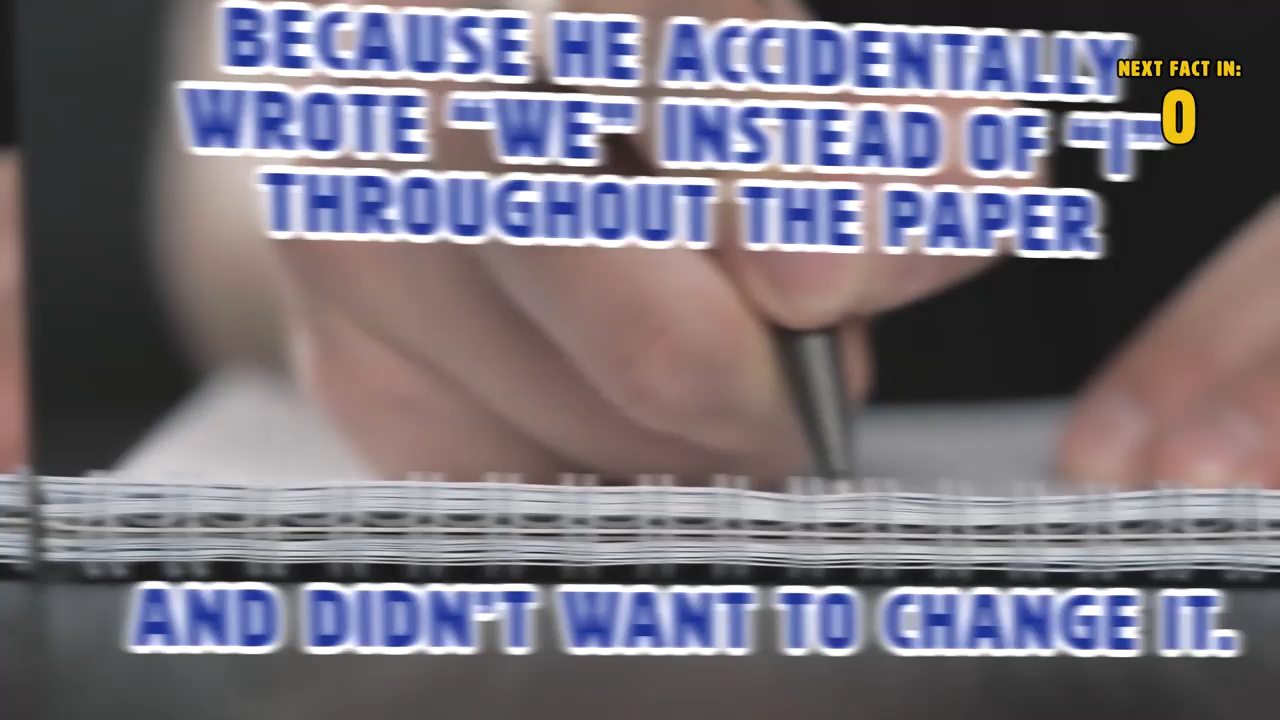 BECAUSE HE ACCIDENTALLY
WROTE “WE” INSTEAD OF “I”
THROUGHOUT THE PAPER
AND DIDN'T WANT TO CHANGE IT.
NEXT FACT IN:
0